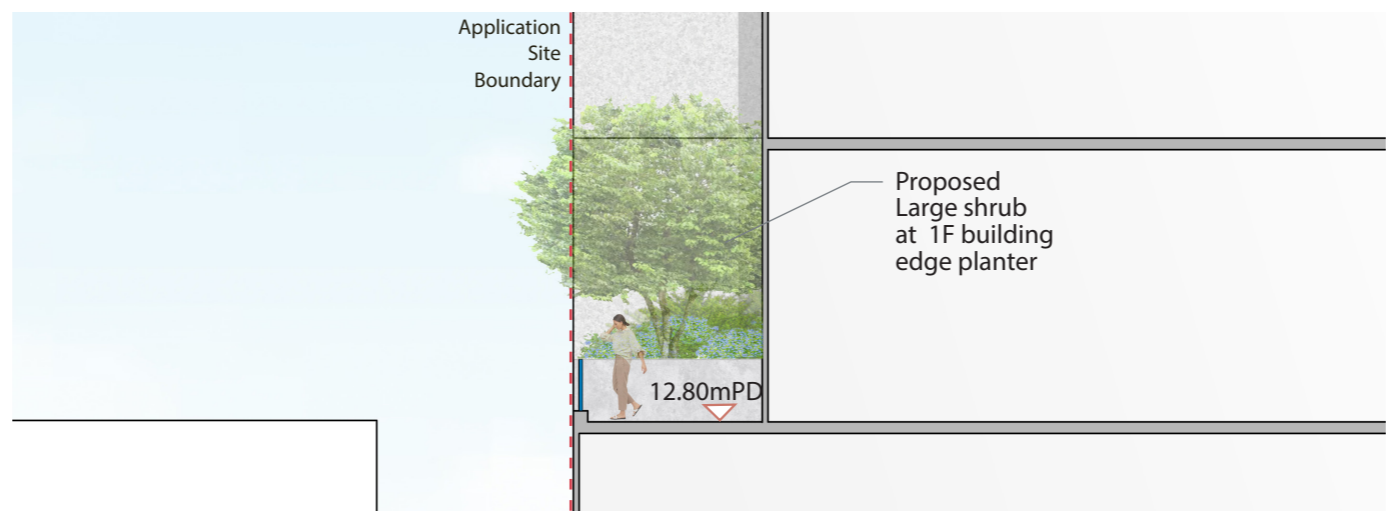 Application
Site
Boundary
Proposed
Large shrub
at 1F building
edge planter
12.80mPD